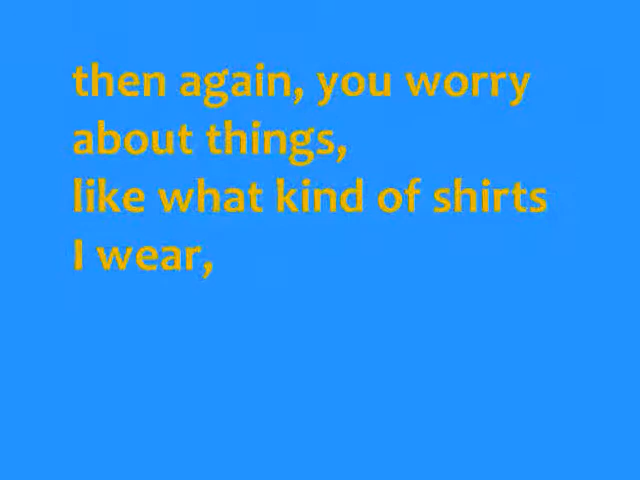 then again, you worry
about things,
like what kind of shirts
I wear,